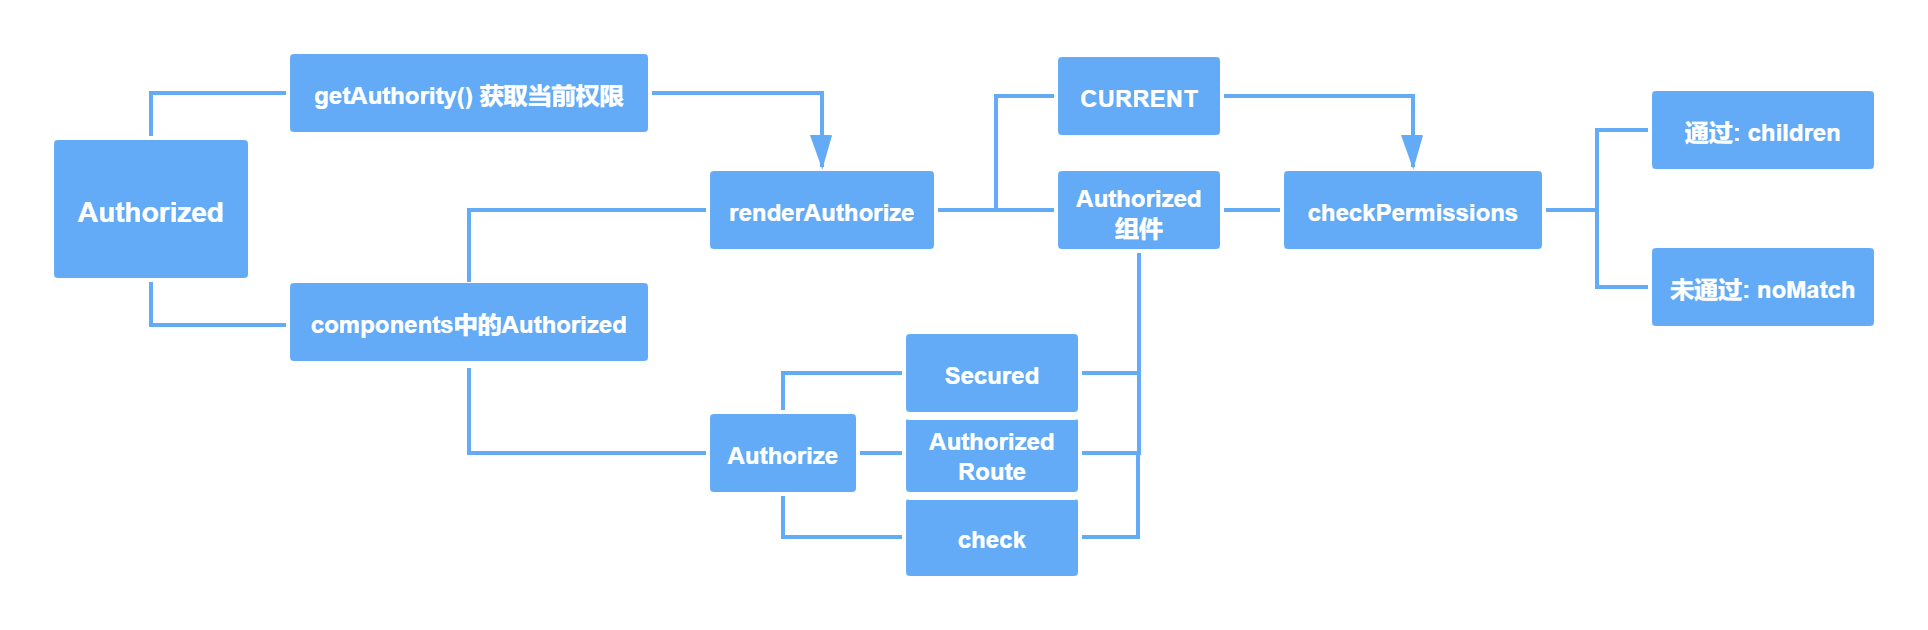 Authorized
getAuthority() 获取当前权限
components中的Authorized
renderAuthorize
Authorize
Secured
Authorized
Route
check
CURRENT
Authorized
组件
checkPermissions
通过: children
未通过: noMatch